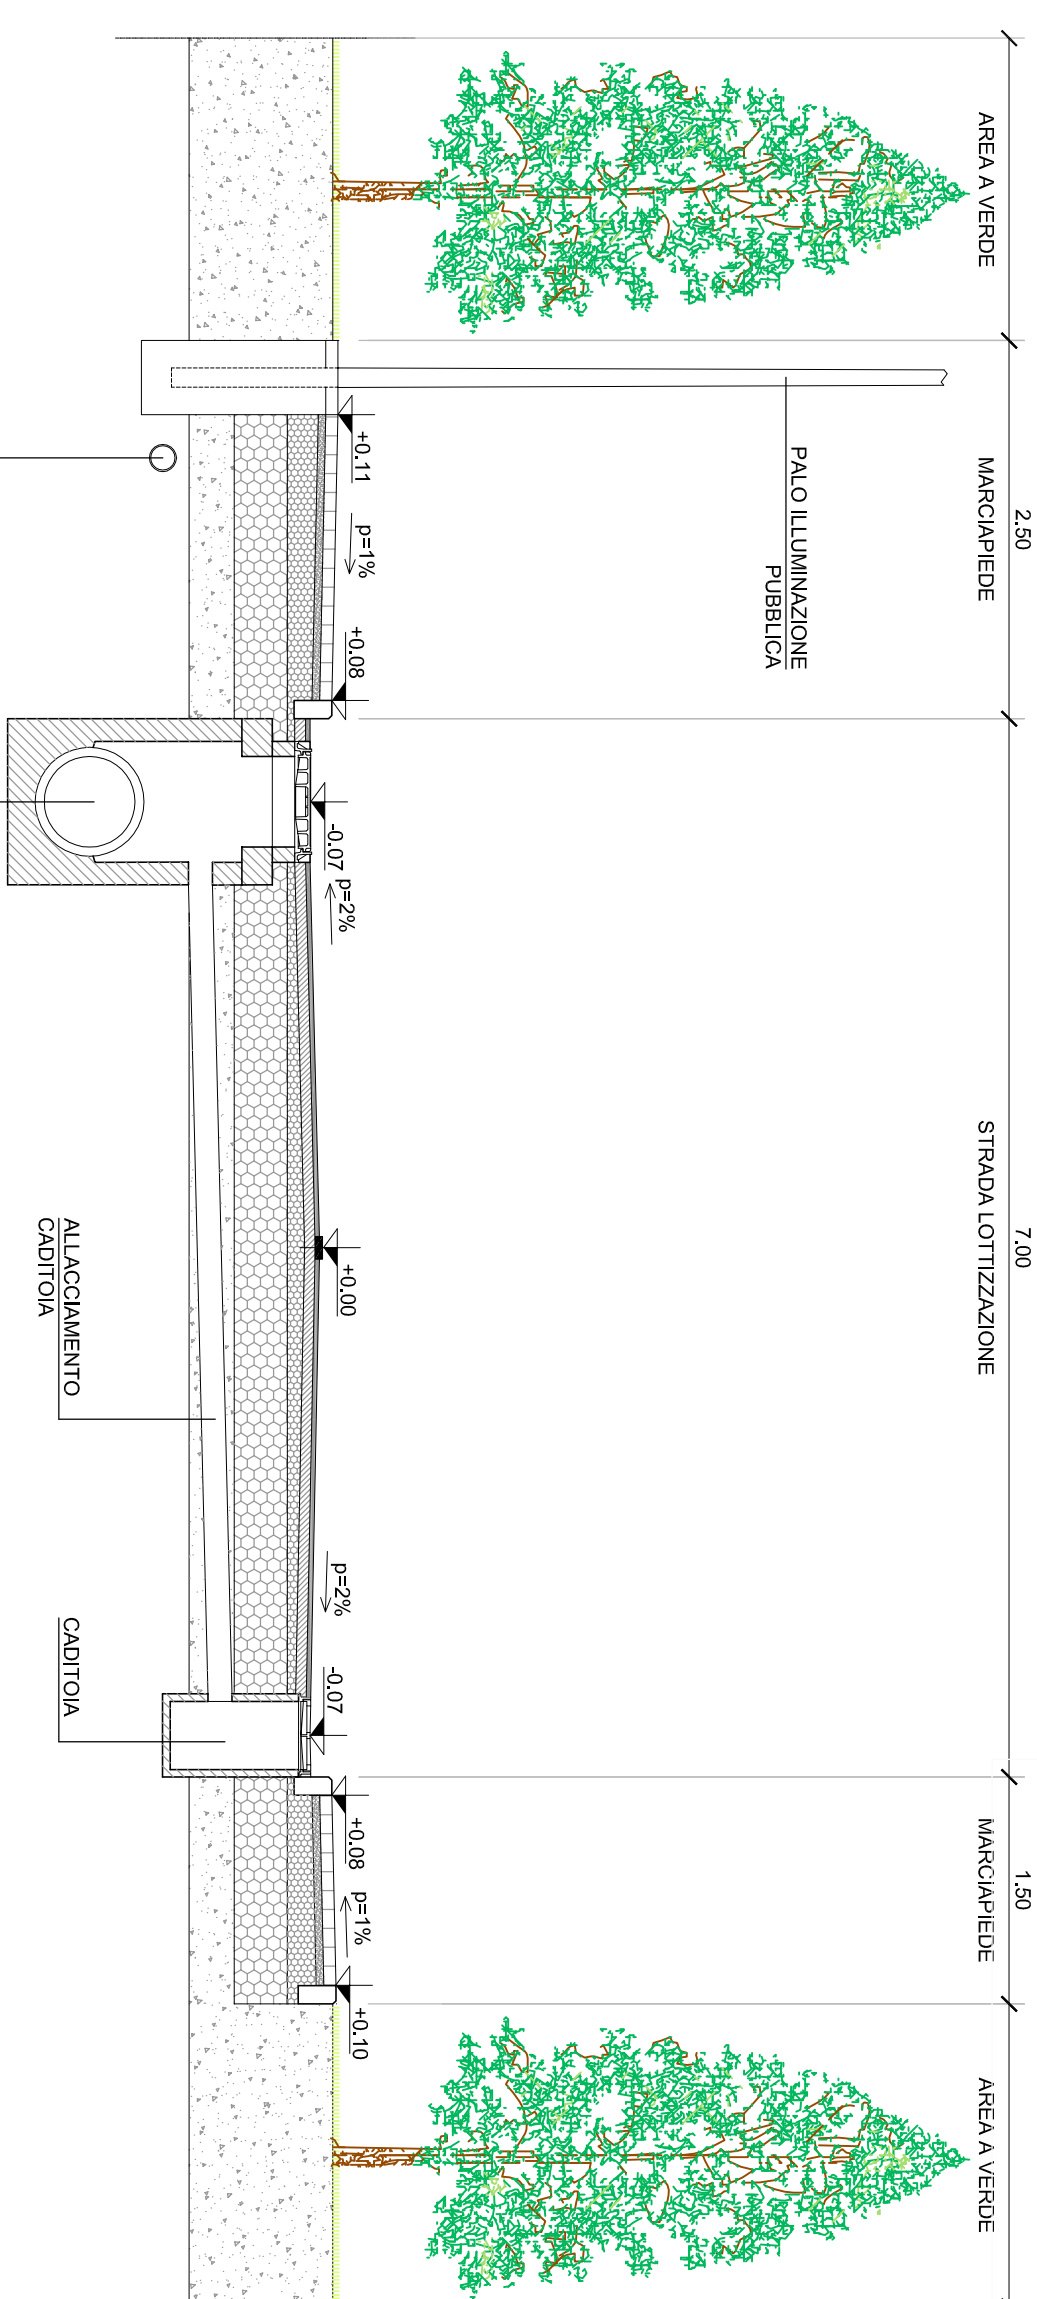 2.50
7.00
1.50
AREA A VERDE
MARCIAPIEDE
STRADA LOTTIZZAZIONE
MARCIAPIEDE
AREA A VERDE
PALO ILLUMINAZIONE
PUBBLICA
+0.11
p=1%
+0.08
-0.07
p=2%
+0.00
p=2%
-0.07
+0.08
p=1%
+0.10
ALLACCIAMENTO
CADITOIA
CADITOIA